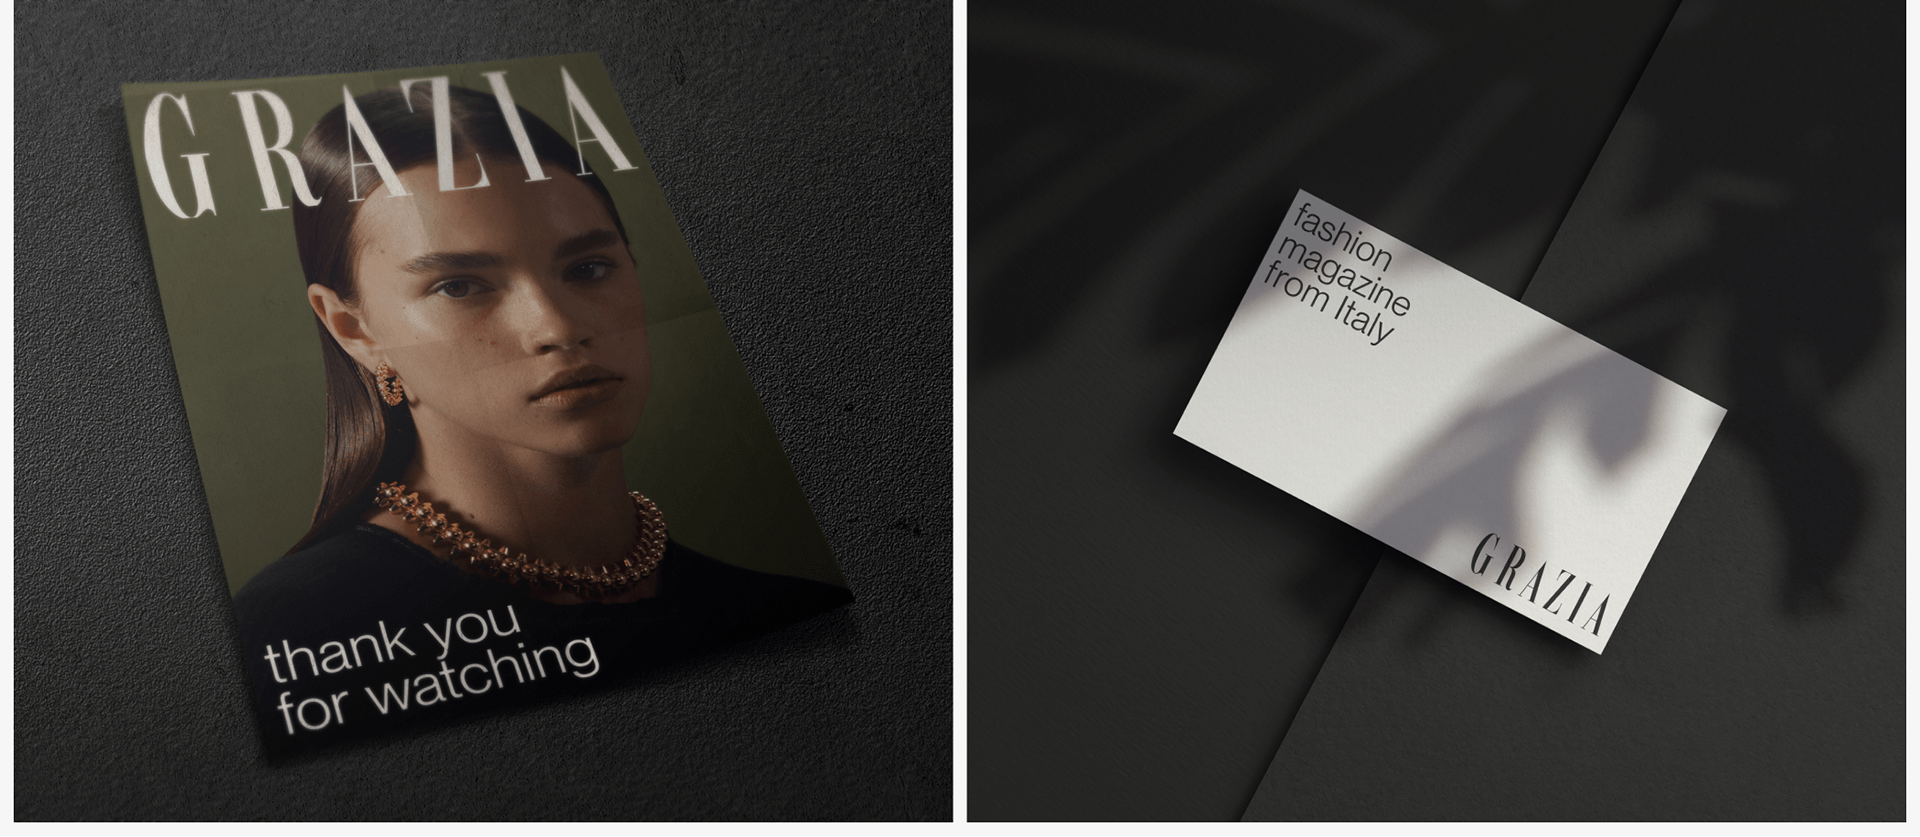 GRAZIA
thank you
for watching
fashion
magazine
from Italy
GRAZIA